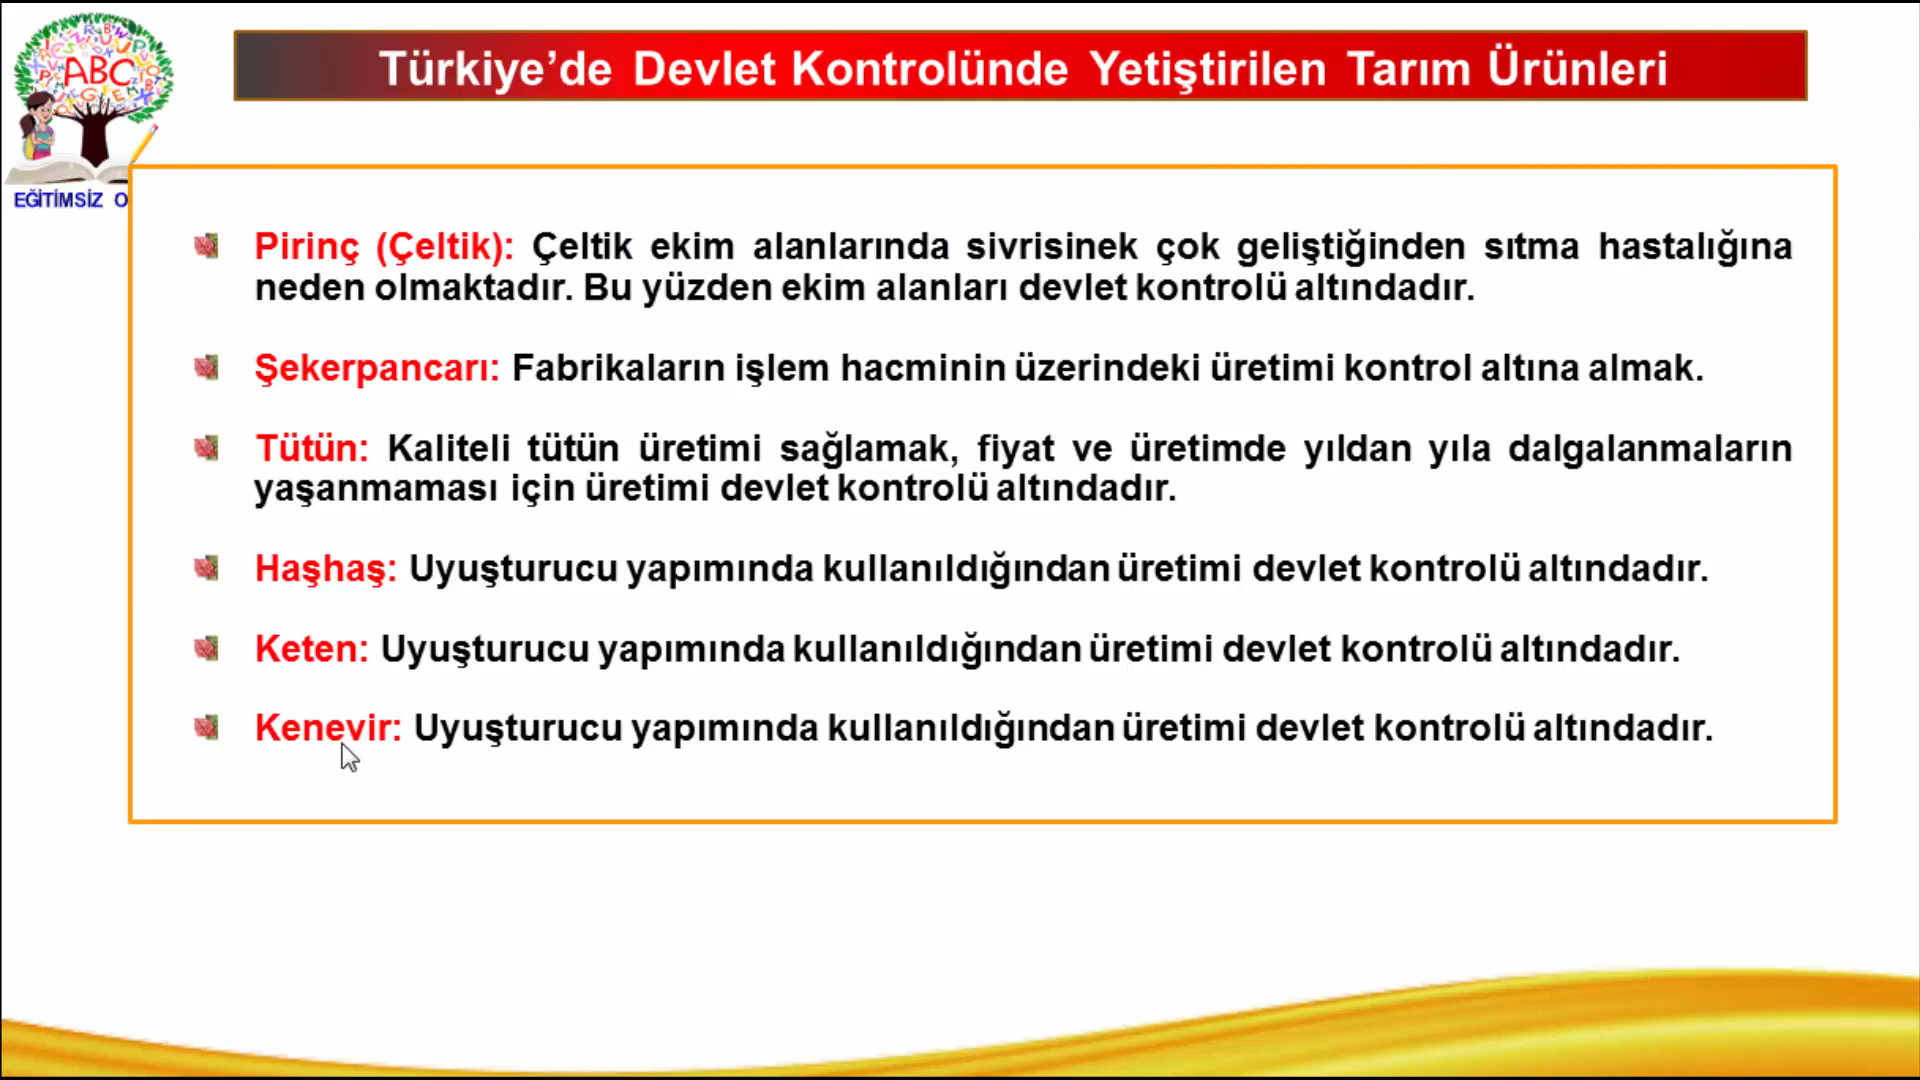 Türkiye’de Devlet Kontrolünde Yetiştirilen Tarım Ürünleri
ABC
EĞİTİMSİZ O
Pirinç (Çeltik): Çeltik ekim alanlarında sivrisinek çok geliştiğinden sıtma hastalığına
neden olmaktadır. Bu yüzden ekim alanları devlet kontrolü altındadır.
Şekerpancarı: Fabrikaların işlem hacminin üzerindeki üretimi kontrol altına almak.
Tütün: Kaliteli tütün üretimi sağlamak, fiyat ve üretimde yıldan yıla dalgalanmaların
yaşanmaması için üretimi devlet kontrolü altındadır.
Haşhaş: Uyuşturucu yapımında kullanıldığından üretimi devlet kontrolü altındadır.
Keten: Uyuşturucu yapımında kullanıldığından üretimi devlet kontrolü altındadır.
Kenevir: Uyuşturucu yapımında kullanıldığından üretimi devlet kontrolü altındadır.